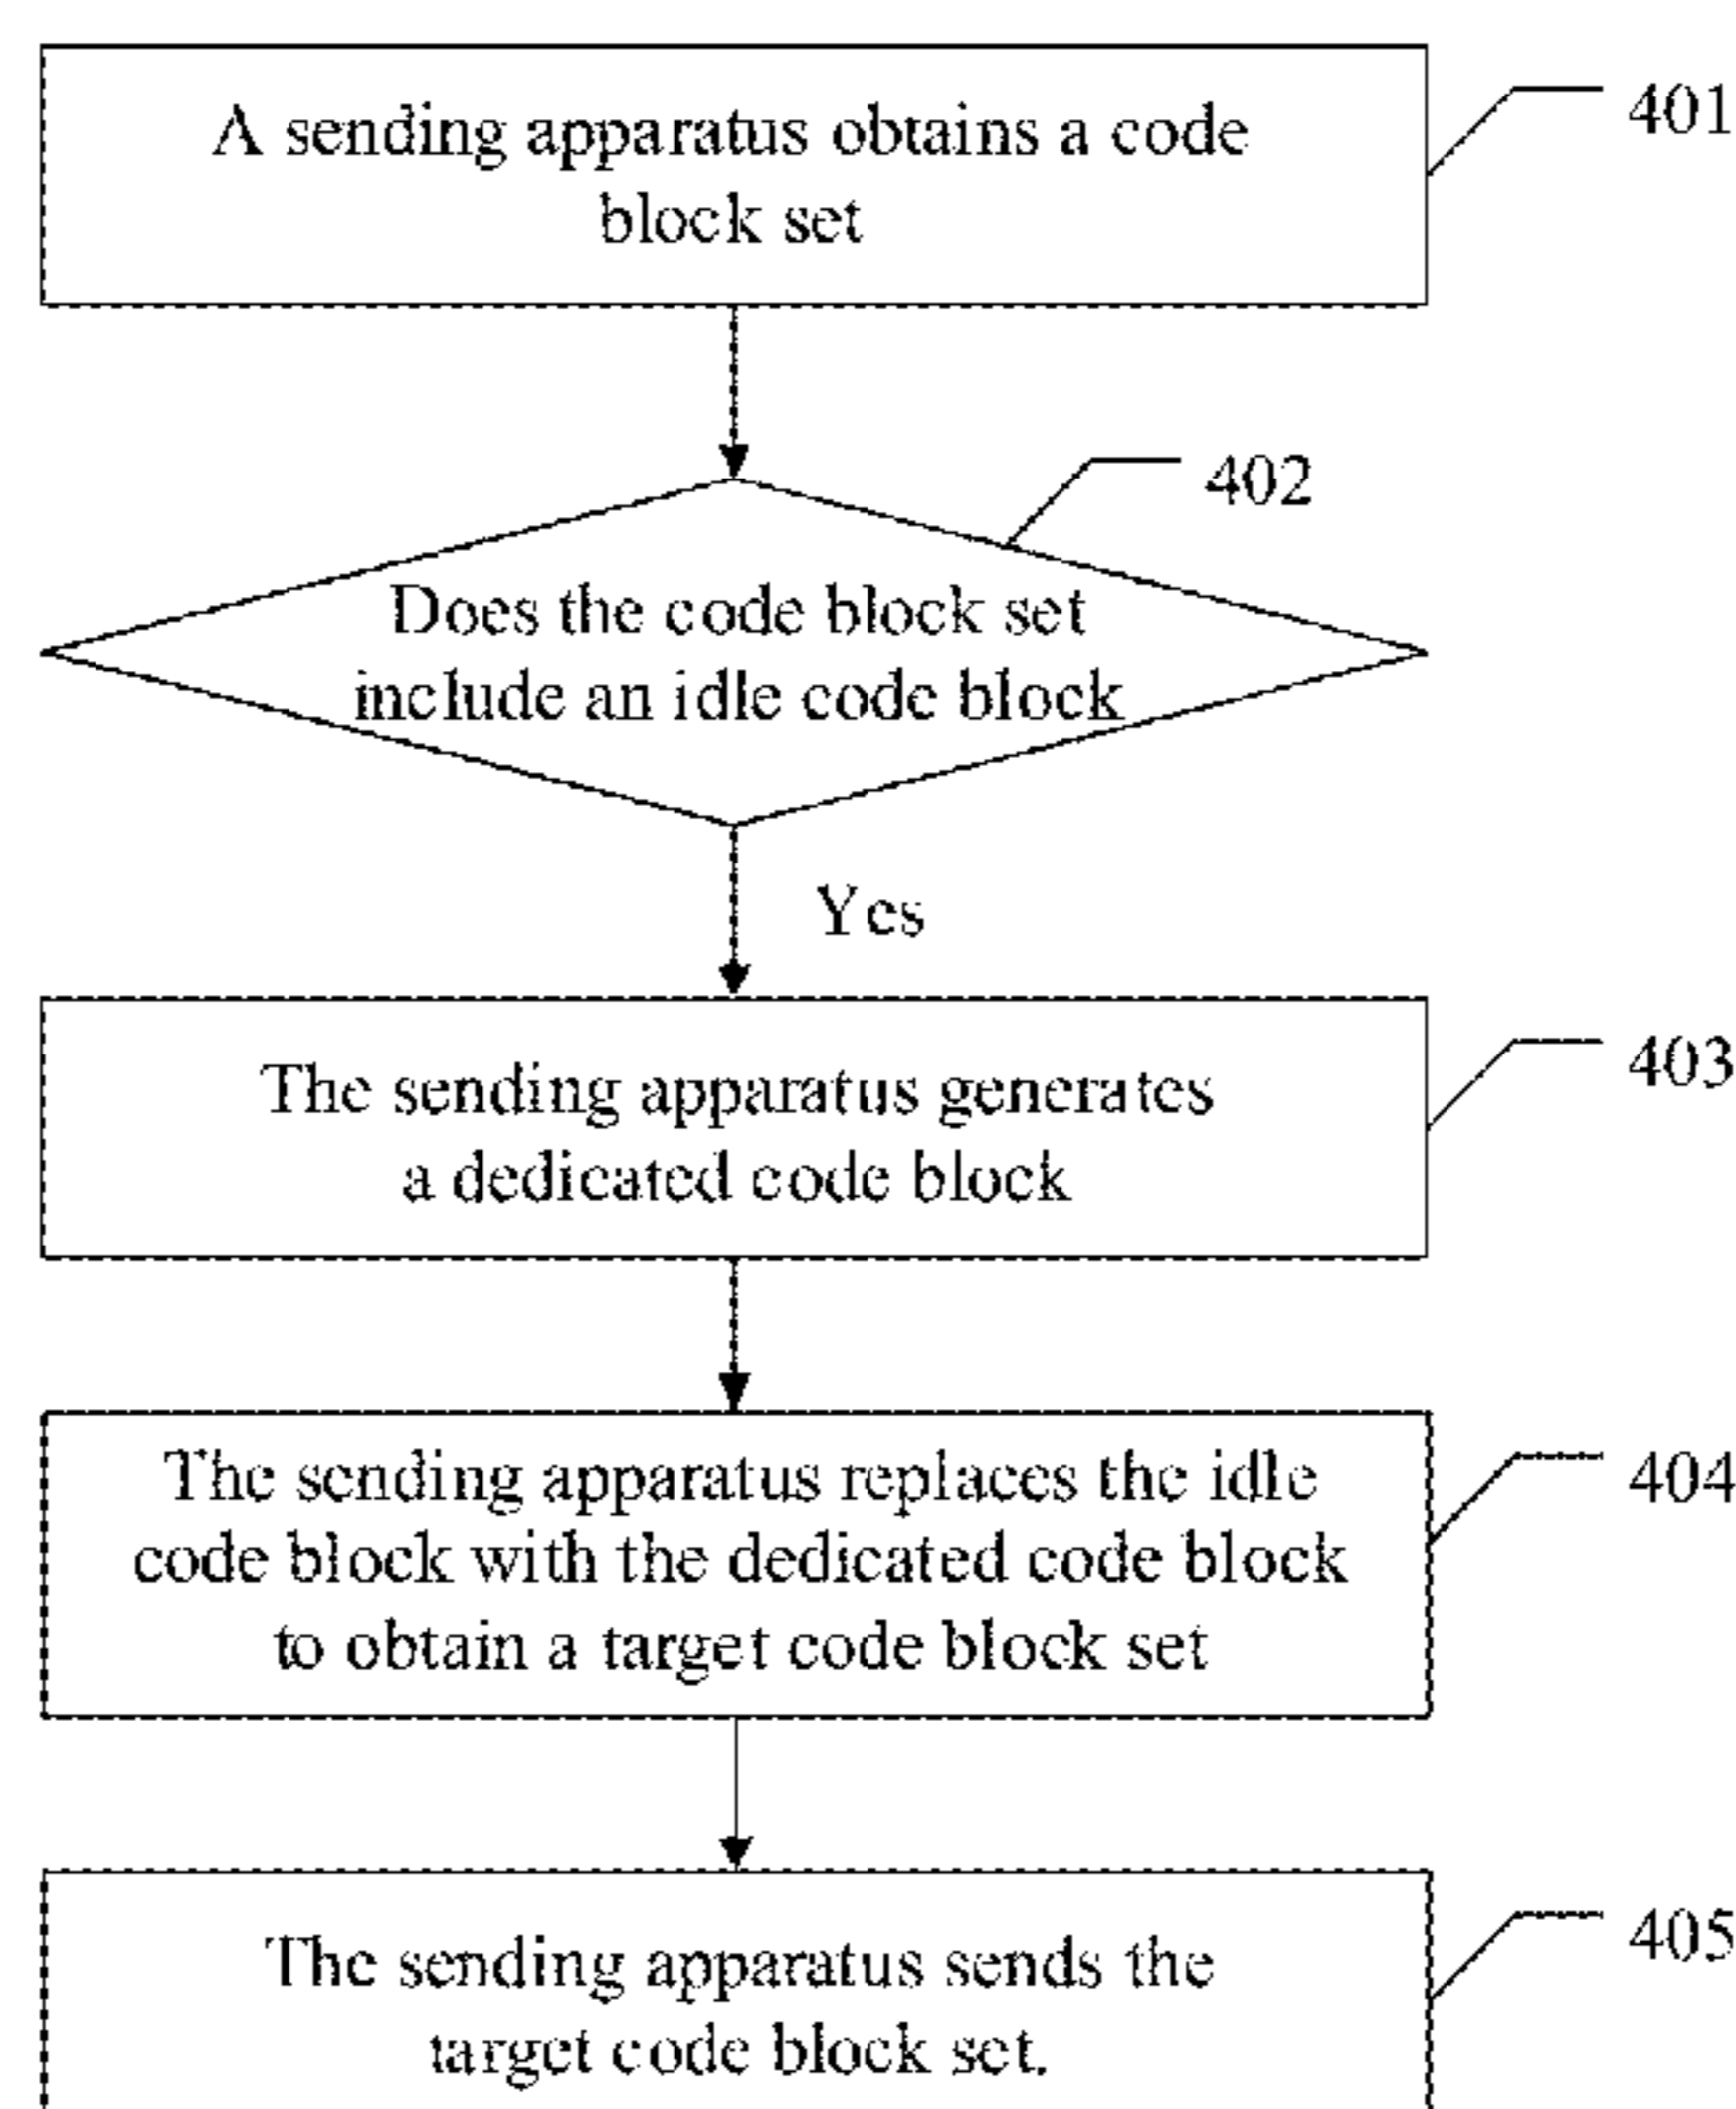 A sending apparatus obtains a code
block set
401
402
Does the code block set
include an idle code block
Yes
The sending apparatus generates
a dedicated code block
403
The sending apparatus replaces the idle
code block with the dedicated code block
to obtain a target code block set
404
The sending apparatus sends the
target code block set.
405